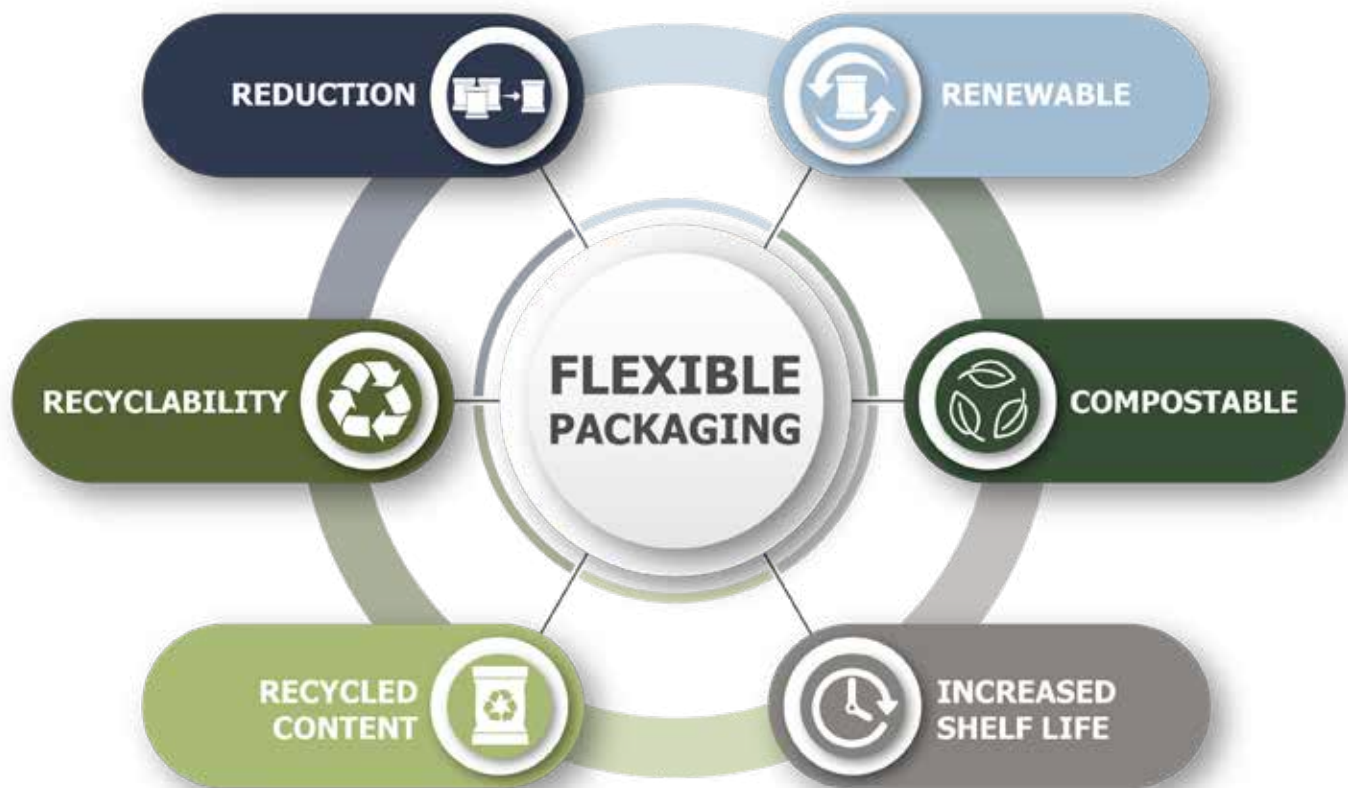 REDUCTION
RENEWABLE
RECYCLABILITY
FLEXIBLE
PACKAGING
COMPOSTABLE
RECYCLED
CONTENT
INCREASED
SHELF LIFE